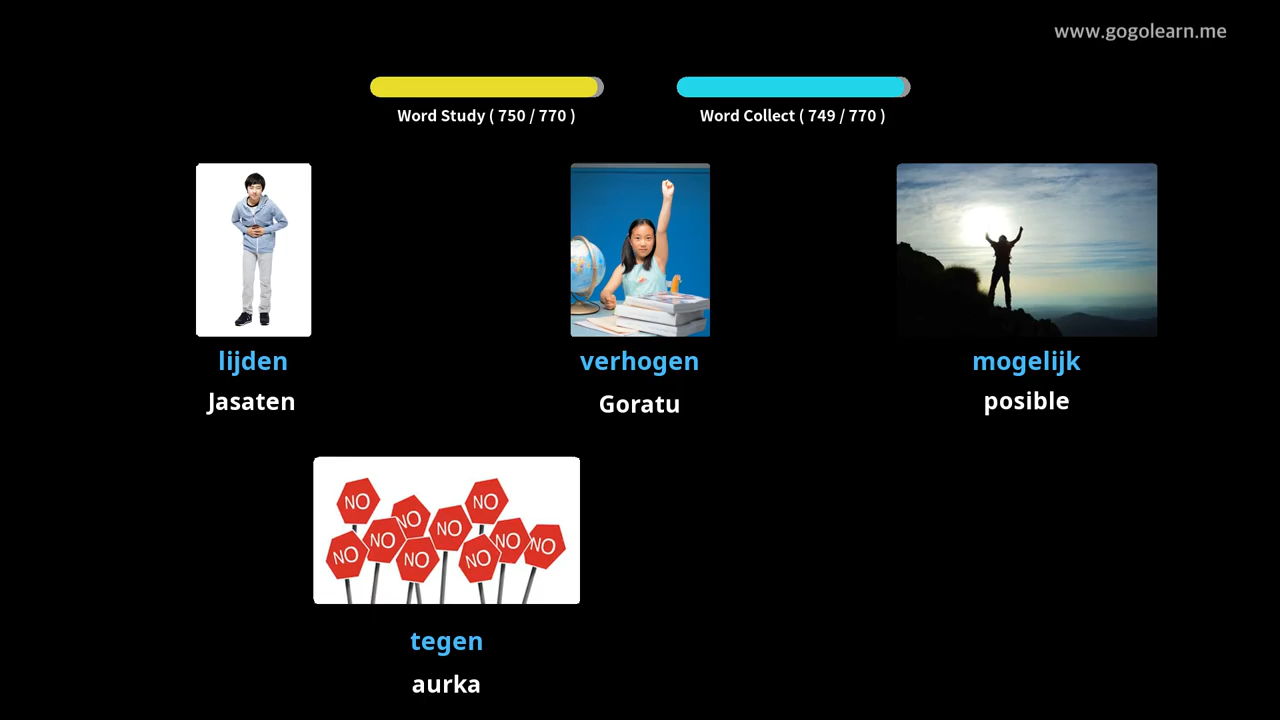 www.gogolearn.me
Word Study ( 750 / 770 )
Word Collect ( 749 / 770 )
lijden
Jasaten
verhogen
Goratu
mogelijk
posible
NO
NO
NO
NO
NO
NO
NO
NO
NO
NO
tegen
aurka